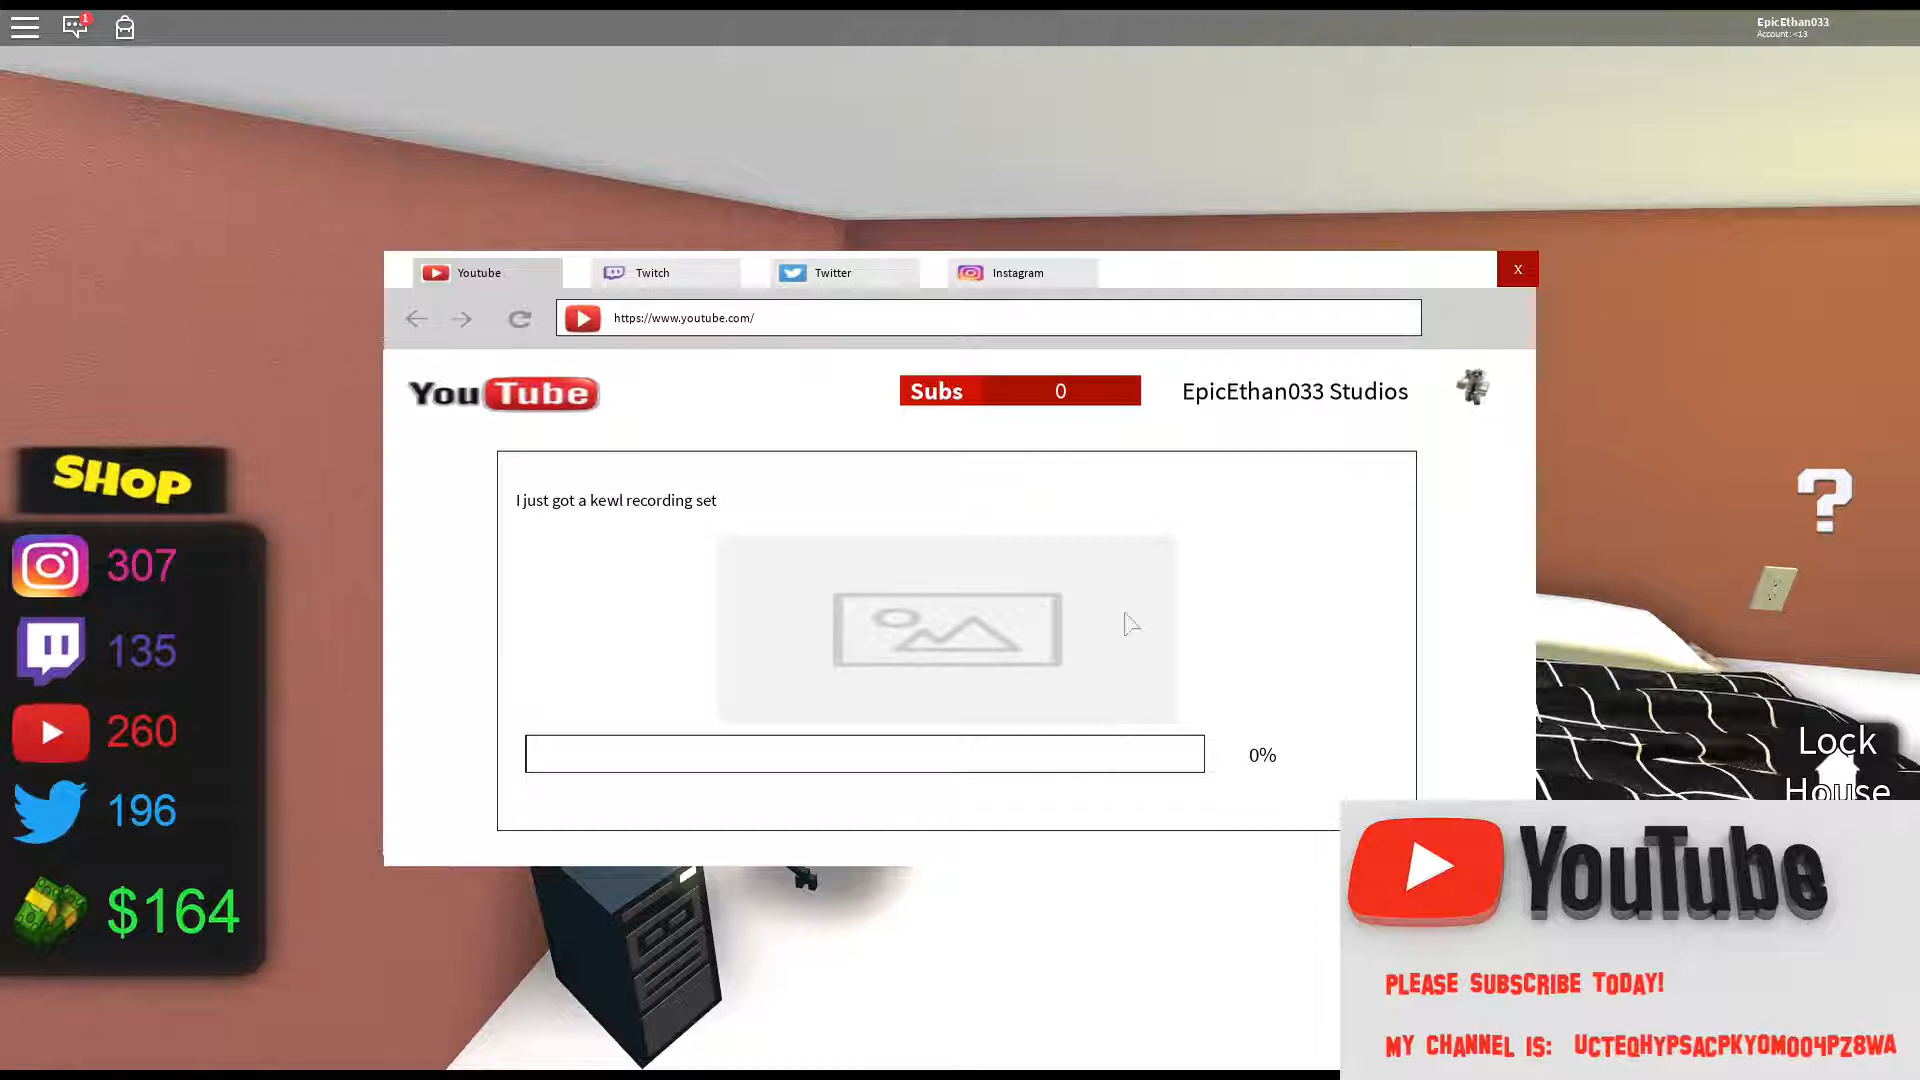 1
EpicEthan033
Account: <13
Youtube
Twitch
Twitter
Instagram
X
https://www.youtube.com/
YouTube
Subs 0
EpicEthan033 Studios
I just got a kewl recording set
0%
SHOP
307
135
260
196
$164
?
Lock
House
YouTube
PLEASE SUBSCRIBE TODAY!
MY CHANNEL IS: UCTEQHYPSACPKYOMOO4PZ8WA